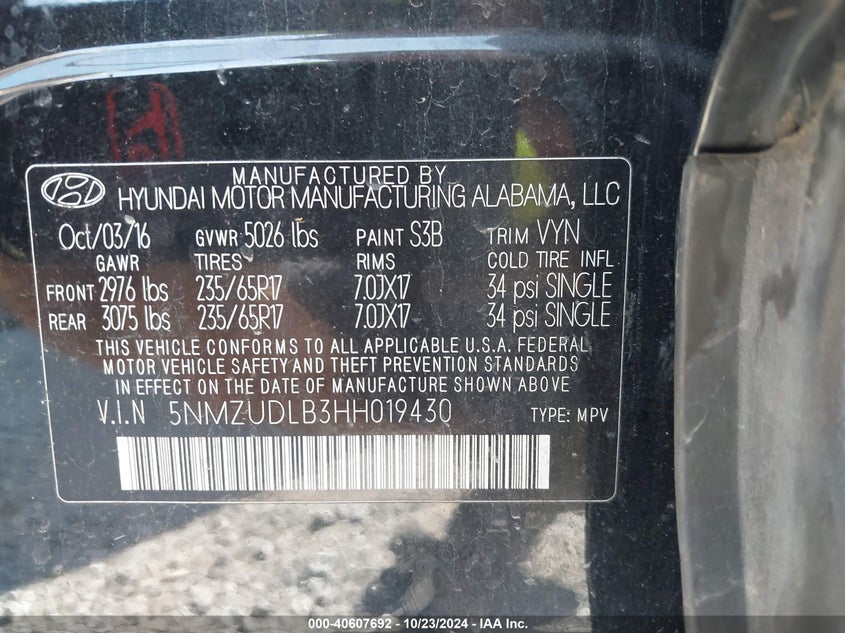 MANUFACTURED BY
HYUNDAI MOTOR MANUFACTURING ALABAMA, LLC
Oct/03/16 GVWR 5026 lbs PAINT S3B TRIM VYN
GAWR TIRES RIMS COLD TIRE INFL
FRONT 2976 lbs 235/65R17 7.0JX17 34 psi SINGLE
REAR 3075 lbs 235/65R17 7.0JX17 34 psi SINGLE
THIS VEHICLE CONFORMS TO ALL APPLICABLE U.S.A. FEDERAL
MOTOR VEHICLE SAFETY AND THEFT PREVENTION STANDARDS
IN EFFECT ON THE DATE OF MANUFACTURE SHOWN ABOVE
V.I.N 5NMZUDLB3HH019430 TYPE: MPV
000-40607692 - 10/23/2024 - IAA Inc.